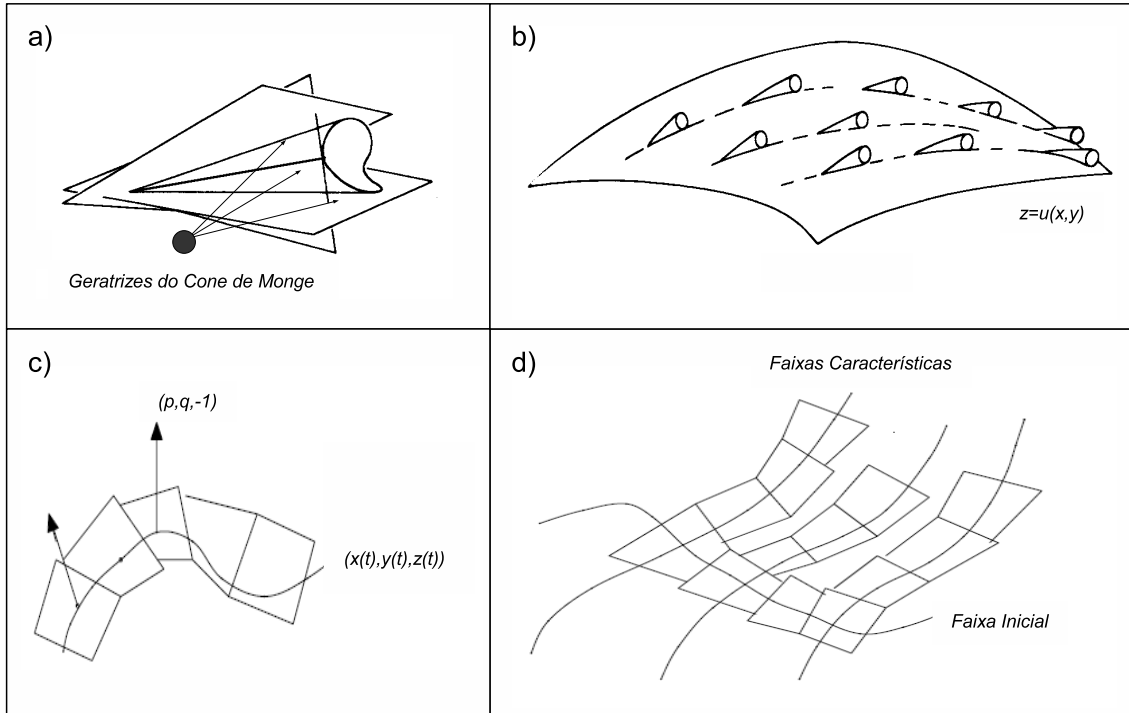 a)
Geratrizes do Cone de Monge
b)
z=u(x,y)
c)
(p,q,-1)
(x(t),y(t),z(t))
d)
Faixas Características
Faixa Inicial